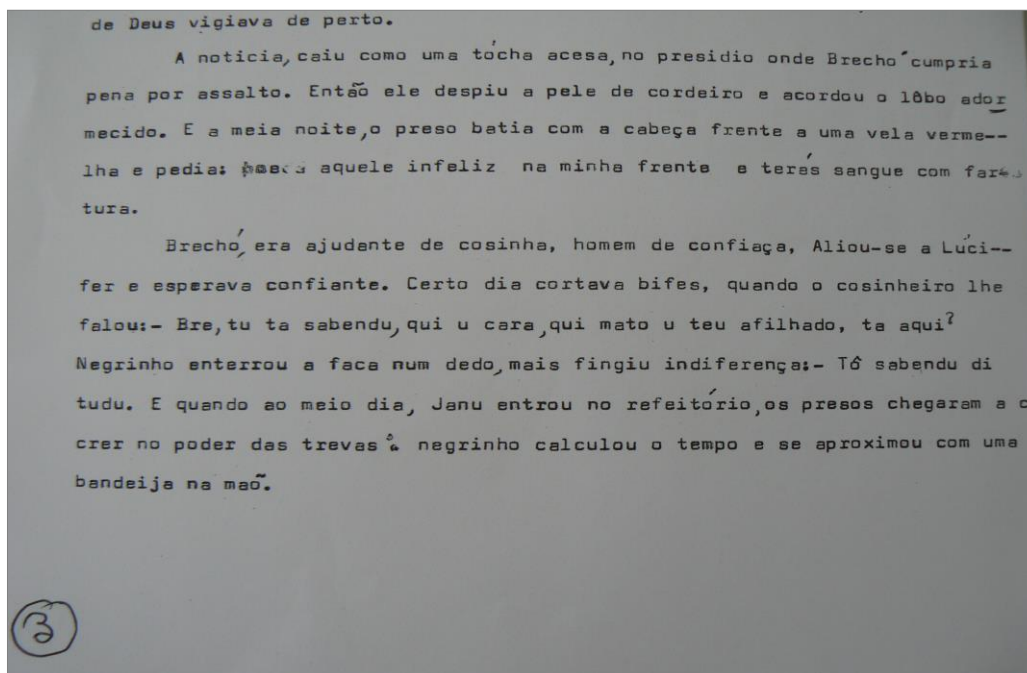 de Deus vigiava de perto.
A noticia, caiu como uma tócha acesa, no presidio onde Brechó cumpria
pena por assalto. Então ele despiu a pele de cordeiro e acordou o lôbo ador
mecido. E a meia noite, o preso batia com a cabeça frente a uma vela verme--
lha e pedia: aquele infeliz na minha frente e terás sangue com far
tura.
Brechó, era ajudante de cosinha, homem de confiaça, Aliou-se a Lúci--
fer e esperava confiante. Certo dia cortava bifes, quando o cosinheiro lhe
falou:- Bre, tu ta sabendu, qui u cara, qui mato u teu afilhado, ta aqui?
Negrinho enterrou a faca num dedo, mais fingiu indiferença:- Tô sabendu di
tudu. E quando ao meio dia, Janu entrou no refeitório, os presos chegaram a c
crer no poder das trevas negrinho calculou o tempo e se aproximou com uma
bandeija na maõ.
3